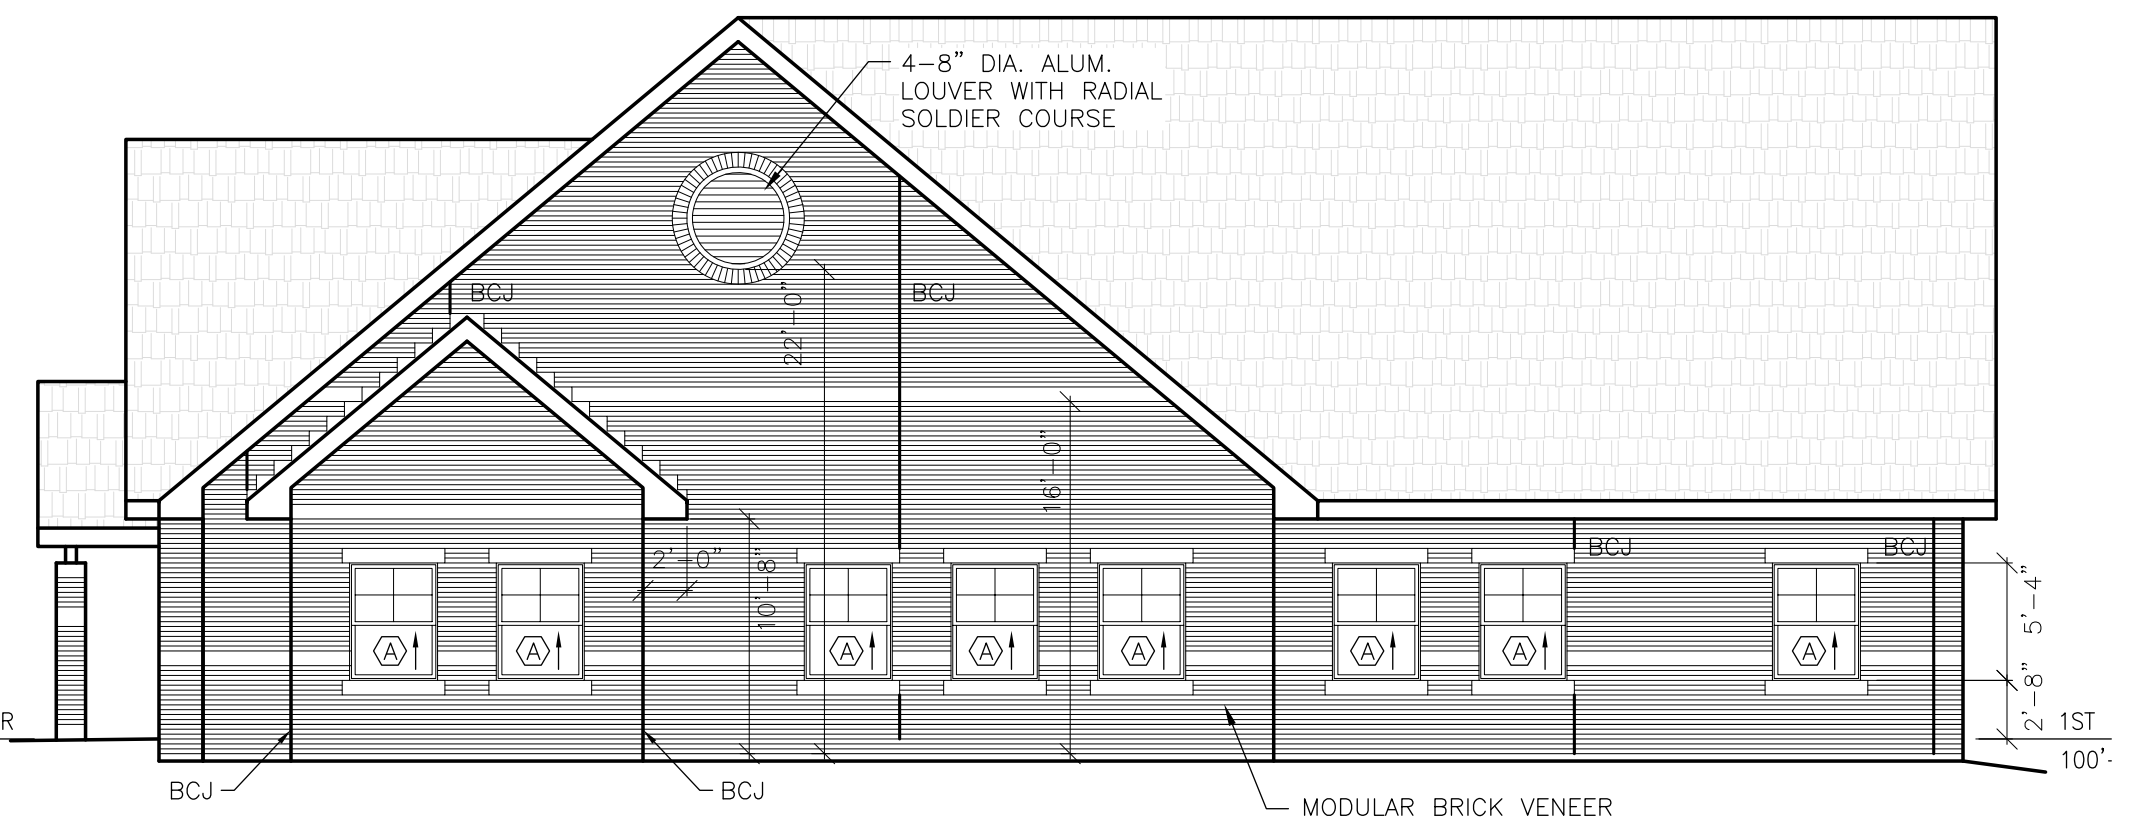 4-8" DIA. ALUM.
LOUVER WITH RADIAL
SOLDIER COURSE
BCJ
BCJ
22'-0"
16'-0"
2'-0"
10'-8"
BCJ
BCJ
5'-4"
A
A
A
A
A
A
A
A
2'-8"
R
1ST
100'-
BCJ
BCJ
MODULAR BRICK VENEER